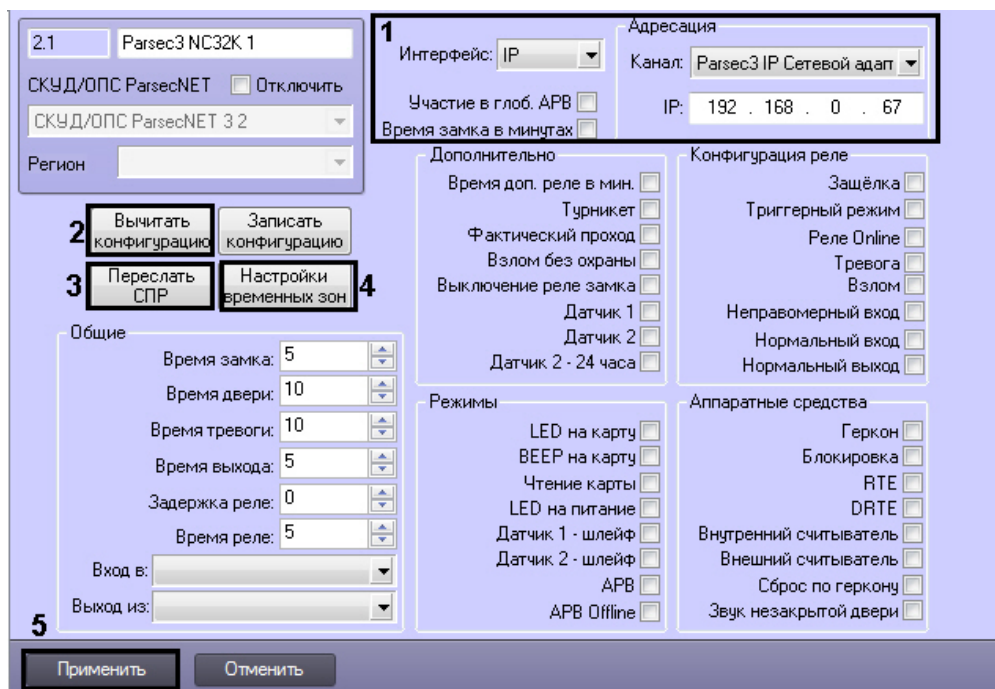 2.1 Parsec3 NC32K 1
СКУД/ОПС ParsecNET Отключить
СКУД/ОПС ParsecNET 3 2
Регион
1
Интерфейс: IP
Участие в глоб. APB
Время замка в минутах
Адресация
Канал: Parsec3 IP Сетевой адап
IP: 192 . 168 . 0 . 67
2
Вычитать
конфигурацию
Записать
конфигурацию
3
Переслать
СПР
Настройки
временных зон
4
Общие
Время замка: 5
Время двери: 10
Время тревоги: 10
Время выхода: 5
Задержка реле: 0
Время реле: 5
Вход в:
Выход из:
Дополнительно
Время доп. реле в мин.
Турникет
Фактический проход
Взлом без охраны
Выключение реле замка
Датчик 1
Датчик 2
Датчик 2 - 24 часа
Конфигурация реле
Защёлка
Триггерный режим
Реле Online
Тревога
Взлом
Неправомерный вход
Нормальный вход
Нормальный выход
Режимы
LED на карту
BEEP на карту
Чтение карты
LED на питание
Датчик 1 - шлейф
Датчик 2 - шлейф
APB
APB Offline
Аппаратные средства
Геркон
Блокировка
RTE
DRTE
Внутренний считыватель
Внешний считыватель
Сброс по геркону
Звук незакрытой двери
5
Применить
Отменить